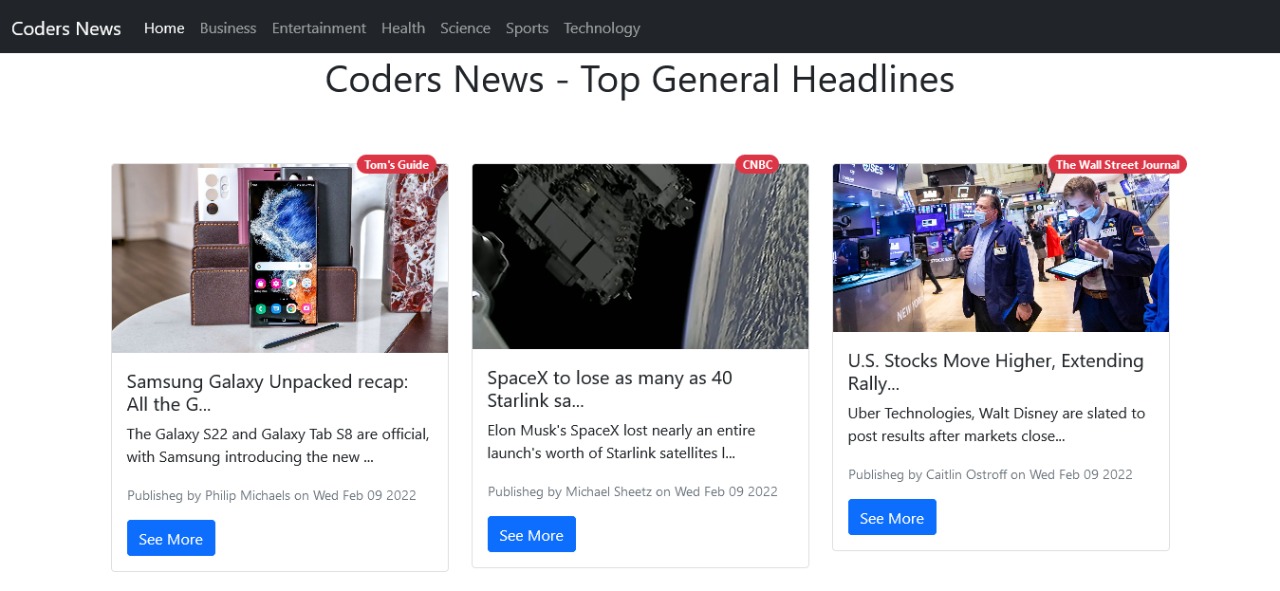 Coders News Home Business Entertainment Health Science Sports Technology
Coders News - Top General Headlines
Tom's Guide
Samsung Galaxy Unpacked recap:
All the G...
The Galaxy S22 and Galaxy Tab S8 are official,
with Samsung introducing the new ...
Publisheg by Philip Michaels on Wed Feb 09 2022
See More
CNBC
SpaceX to lose as many as 40
Starlink sa...
Elon Musk's SpaceX lost nearly an entire
launch's worth of Starlink satellites l...
Publisheg by Michael Sheetz on Wed Feb 09 2022
See More
The Wall Street Journal
NEW
U.S. Stocks Move Higher, Extending
Rally...
Uber Technologies, Walt Disney are slated to
post results after markets close...
Publisheg by Caitlin Ostroff on Wed Feb 09 2022
See More